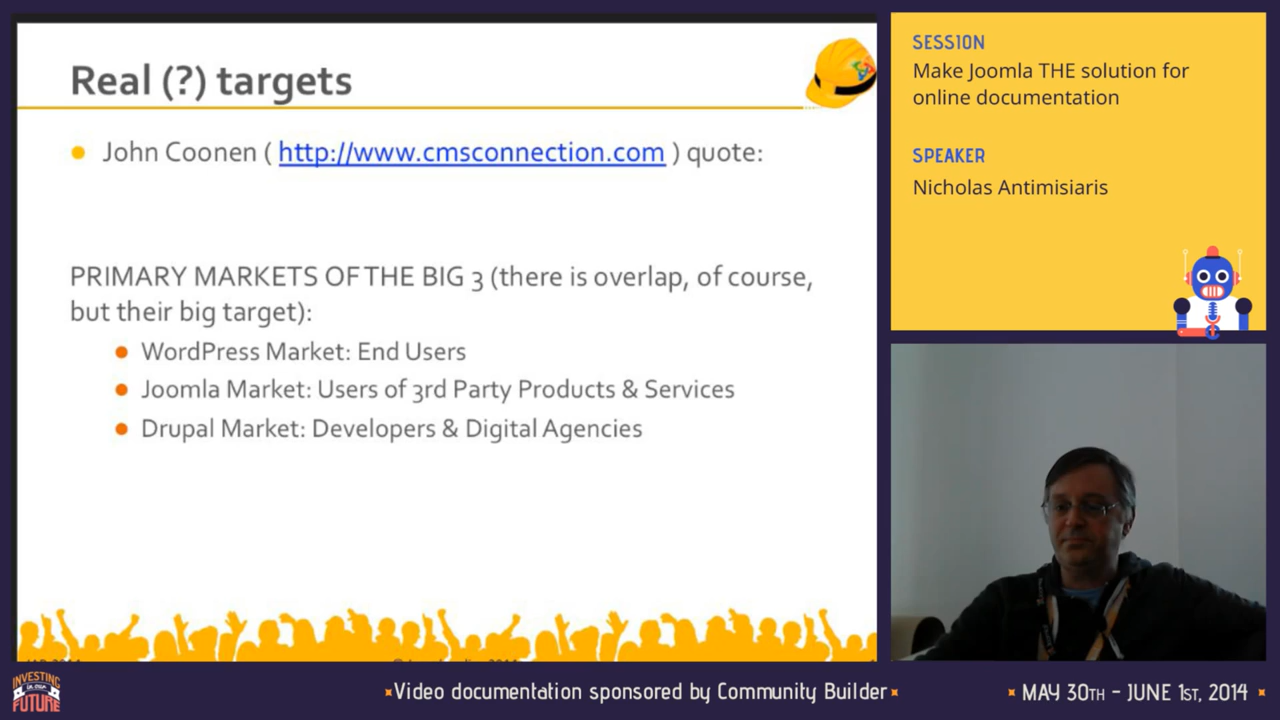 Real (?) targets
John Coonen ( http://www.cmsconnection.com ) quote:
PRIMARY MARKETS OF THE BIG 3 (there is overlap, of course,
but their big target):
WordPress Market: End Users
Joomla Market: Users of 3rd Party Products & Services
Drupal Market: Developers & Digital Agencies
SESSION
Make Joomla THE solution for
online documentation
SPEAKER
Nicholas Antimisiaris
INVESTING
IN OUR
FUTURE
Video documentation sponsored by Community Builder
MAY 30TH - JUNE 1ST, 2014